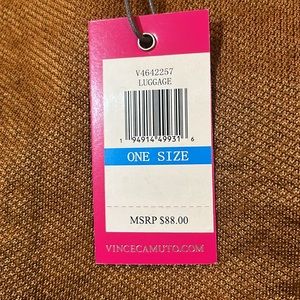 V4642257
LUGGAGE
1 94914 49931 6
ONE SIZE
MSRP $88.00
VINCECAMUTO.COM